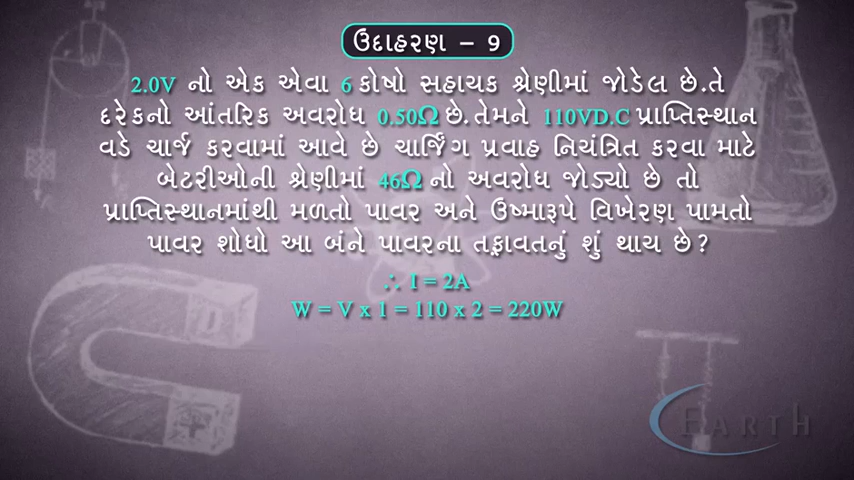 ઉદાહરણ – 9
2.0V નો એક એવા 6 કોષો સહાયક શ્રેણીમાં જોડેલ છે.તે
દરેકનો આંતરિક અવરોધ 0.50Ω છે. તેમને 110VD.C પ્રાપ્તિસ્થાન
વડે ચાર્જ કરવામાં આવે છે ચાર્જિંગ પ્રવાહ નિયંત્રિત કરવા માટે
બેટરીઓની શ્રેણીમાં 46Ω નો અવરોધ જોડ્યો છે તો
પ્રાપ્તિસ્થાનમાંથી મળતો પાવર અને ઉષ્મારૂપે વિખેરણ પામતો
પાવર શોધો આ બંને પાવરના તફાવતનું શું થાય છે?
∴ I = 2A
W = V x 1 = 110 x 2 = 220W
EARTH